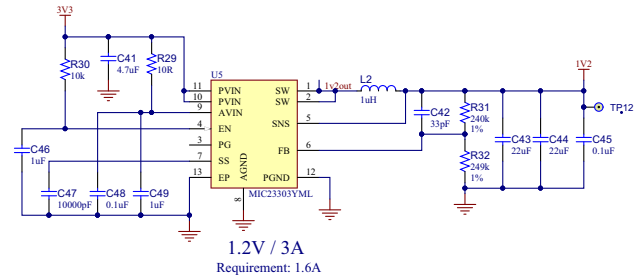 3V3
R30
10k
C41
4.7uF
R29
10R
U5
11 PVIN SW 1
10 PVIN SW 2
9 AVIN
4 EN SNS 5
3 PG
7 SS FB 6
13 EP PGND 12
AGND
8
MIC23303YML
1v2out
L2
1uH
C42
33pF
R31
240k
1%
R32
249k
1%
C43
22uF
C44
22uF
C45
0.1uF
1V2
TP12
C46
1uF
C47
10000pF
C48
0.1uF
C49
1uF
1.2V / 3A
Requirement: 1.6A